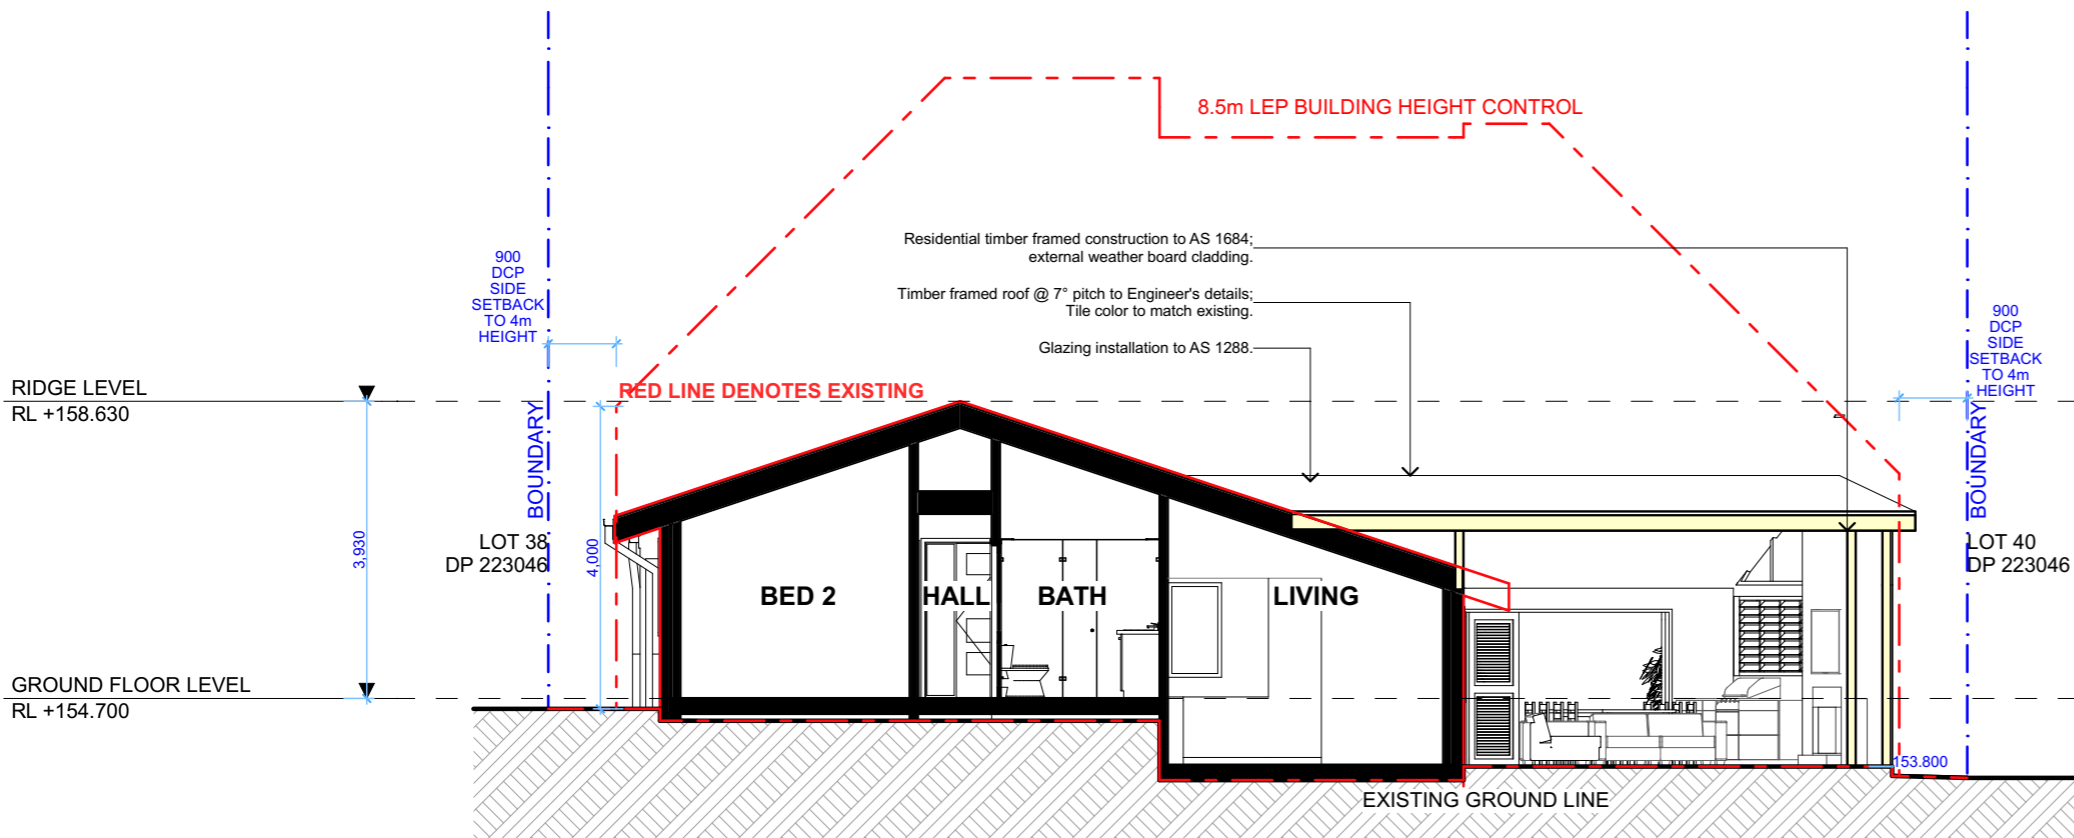 8.5m LEP BUILDING HEIGHT CONTROL
Residential timber framed construction to AS 1684;
external weather board cladding.
Timber framed roof @ 7° pitch to Engineer's details;
Tile color to match existing.
Glazing installation to AS 1288.
900
DCP
SIDE
SETBACK
TO 4m
HEIGHT
900
DCP
SIDE
SETBACK
TO 4m
HEIGHT
RIDGE LEVEL
RL +158.630
RED LINE DENOTES EXISTING
BOUNDARY
BOUNDARY
LOT 38
DP 223046
LOT 40
DP 223046
3,930
4,000
BED 2
HALL
BATH
LIVING
GROUND FLOOR LEVEL
RL +154.700
153.800
EXISTING GROUND LINE